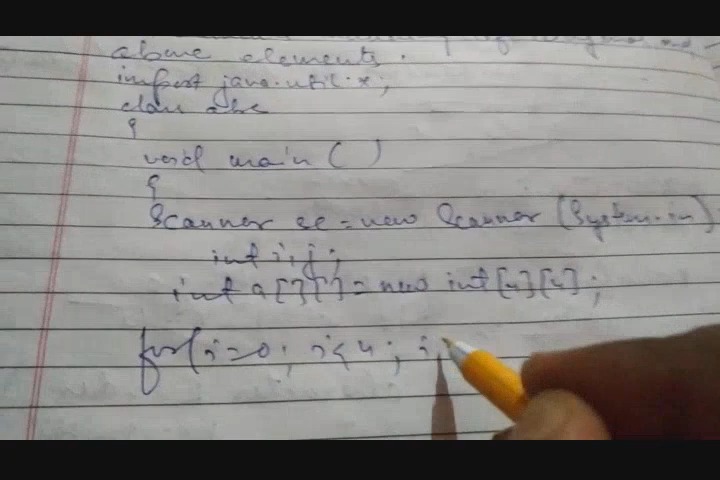 above elements.
import java.util.*;
class abc
{
void main ( )
{
Scanner sc = new Scanner (System.in)
int i,j;
int a[][] = new int[4][4];
for(i=0; i<4; i